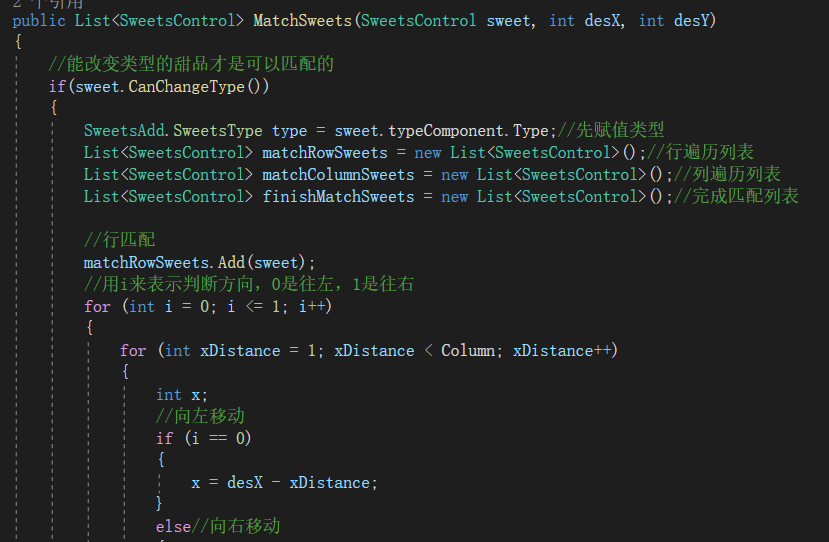 2 个引用
public List<SweetsControl> MatchSweets(SweetsControl sweet, int desX, int desY)
{
//能改变类型的甜品才是可以匹配的
if(sweet.CanChangeType())
{
SweetsAdd.SweetsType type = sweet.typeComponent.Type;//先赋值类型
List<SweetsControl> matchRowSweets = new List<SweetsControl>();//行遍历列表
List<SweetsControl> matchColumnSweets = new List<SweetsControl>();//列遍历列表
List<SweetsControl> finishMatchSweets = new List<SweetsControl>();//完成匹配列表
//行匹配
matchRowSweets.Add(sweet);
//用i来表示判断方向，0是往左，1是往右
for (int i = 0; i <= 1; i++)
{
for (int xDistance = 1; xDistance < Column; xDistance++)
{
int x;
//向左移动
if (i == 0)
{
x = desX - xDistance;
}
else//向右移动